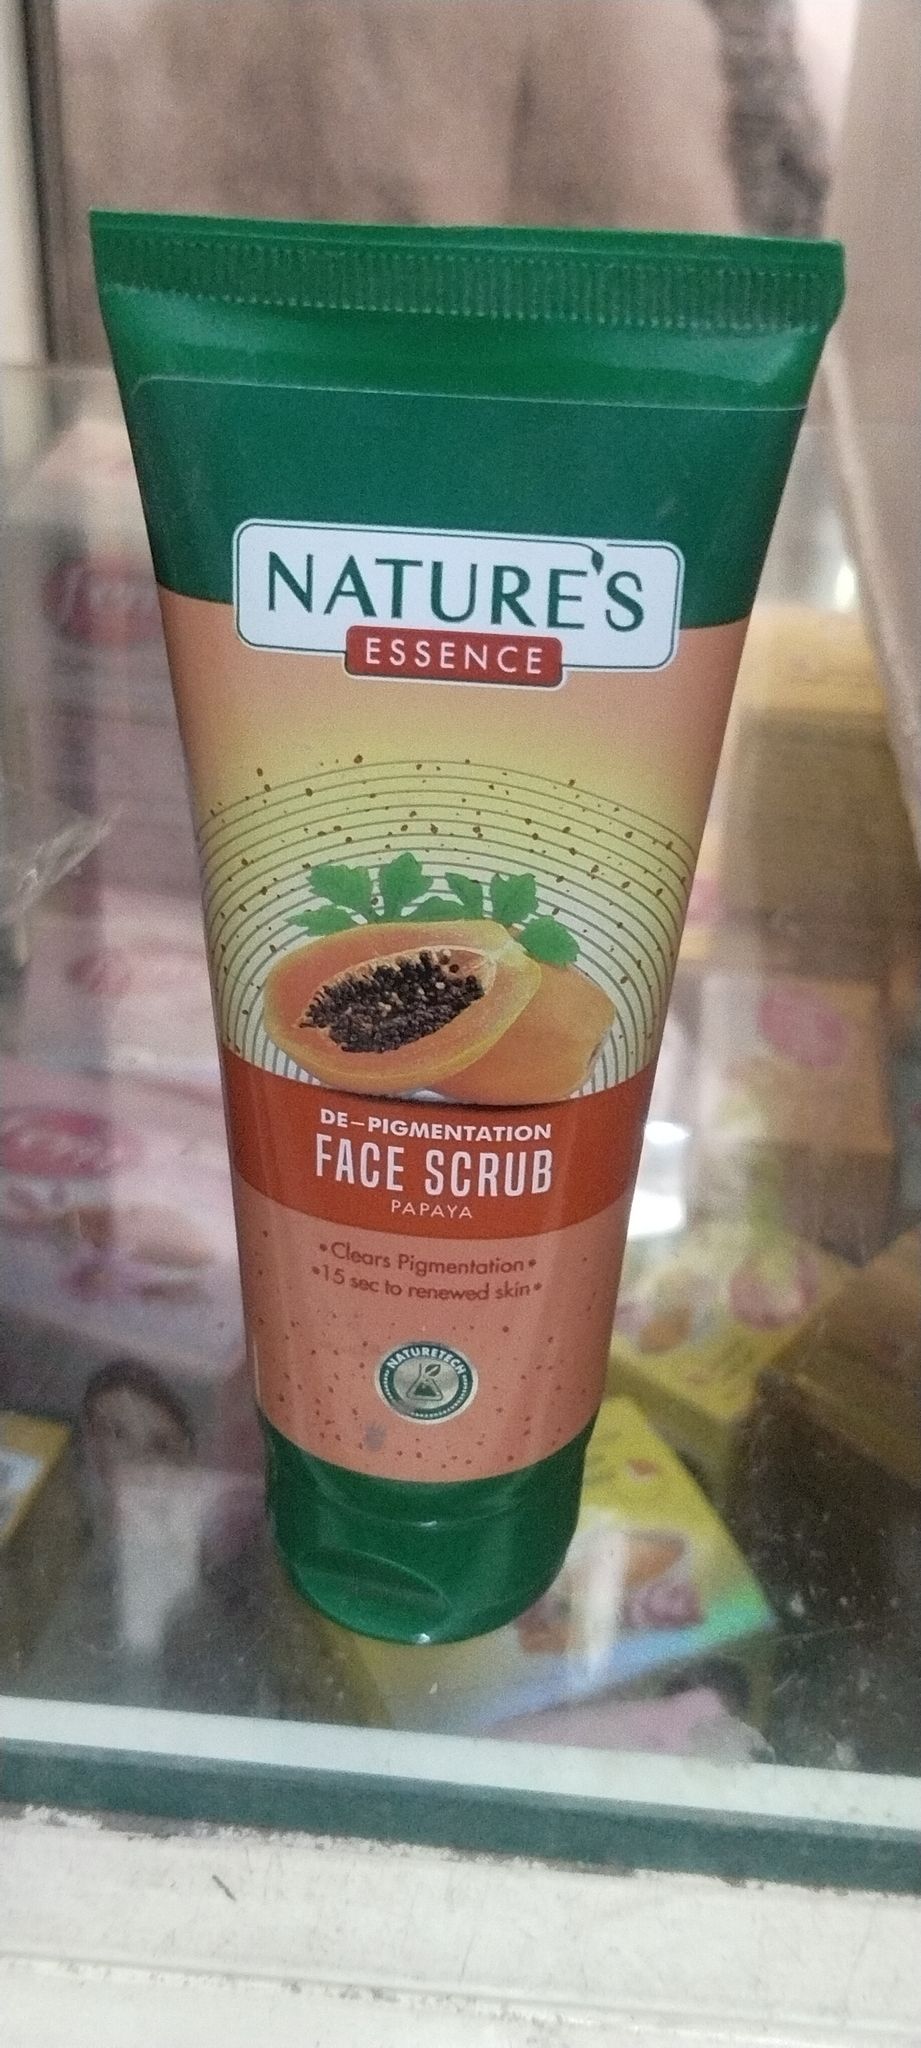 NATURE'S
ESSENCE
DE-PIGMENTATION
FACE SCRUB
PAPAYA
•Clears Pigmentation•
•15 sec to renewed skin•
NATURETECH